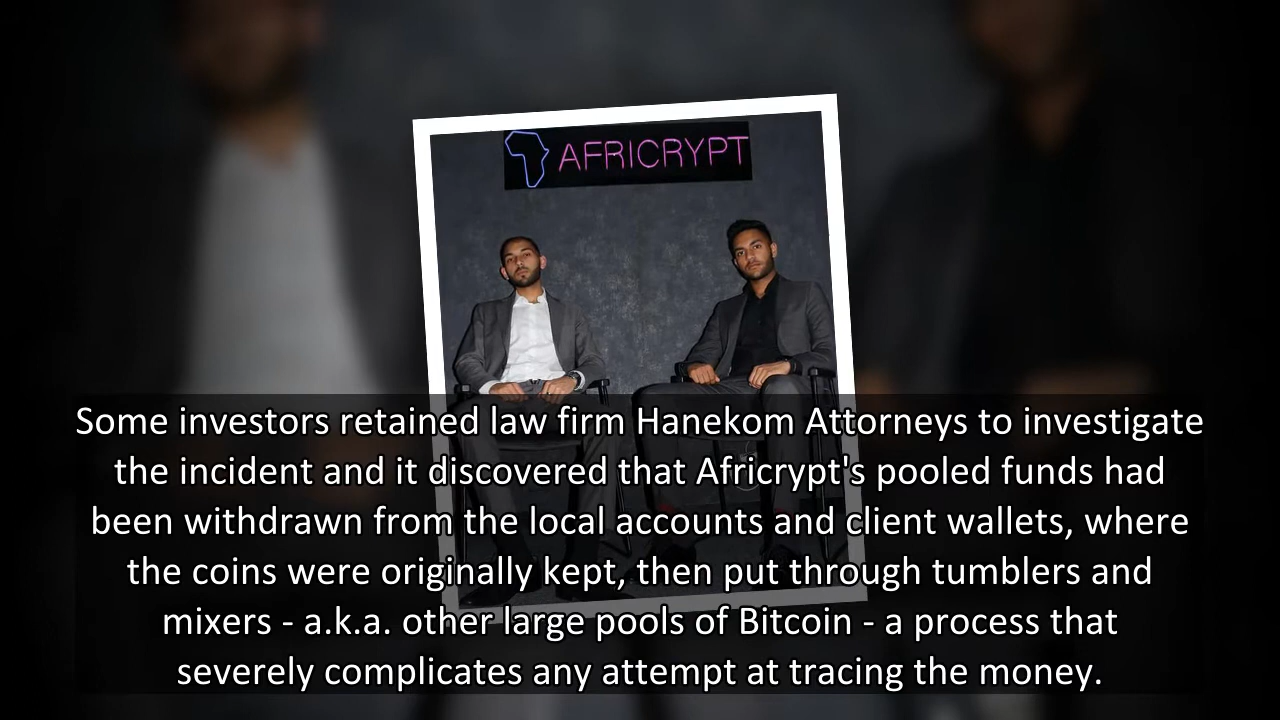 AFRICRYPT
Some investors retained law firm Hanekom Attorneys to investigate
the incident and it discovered that Africrypt's pooled funds had
been withdrawn from the local accounts and client wallets, where
the coins were originally kept, then put through tumblers and
mixers - a.k.a. other large pools of Bitcoin - a process that
severely complicates any attempt at tracing the money.